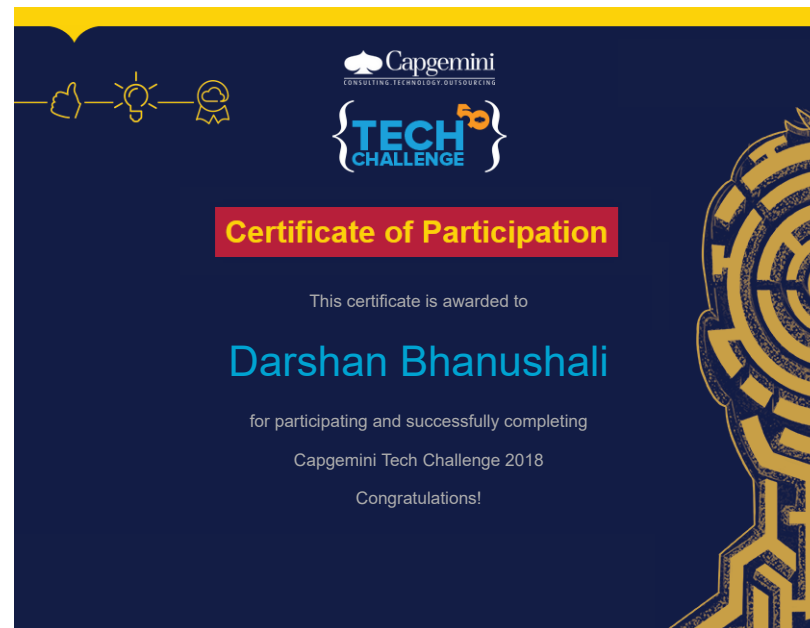 Capgemini
CONSULTING.TECHNOLOGY.OUTSOURCING
{TECH50
CHALLENGE}
Certificate of Participation
This certificate is awarded to
Darshan Bhanushali
for participating and successfully completing
Capgemini Tech Challenge 2018
Congratulations!